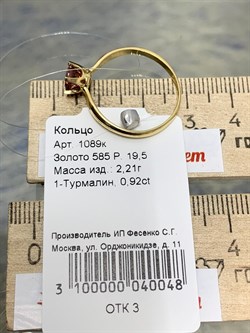 Кольцо
Арт. 1089к
Золото 585 Р. 19,5
Масса изд.: 2,21г
1-Турмалин, 0,92ct
Производитель ИП Фесенко С.Г.
Москва, ул. Орджоникидзе, д. 11
3 100000 040048
ОТК 3